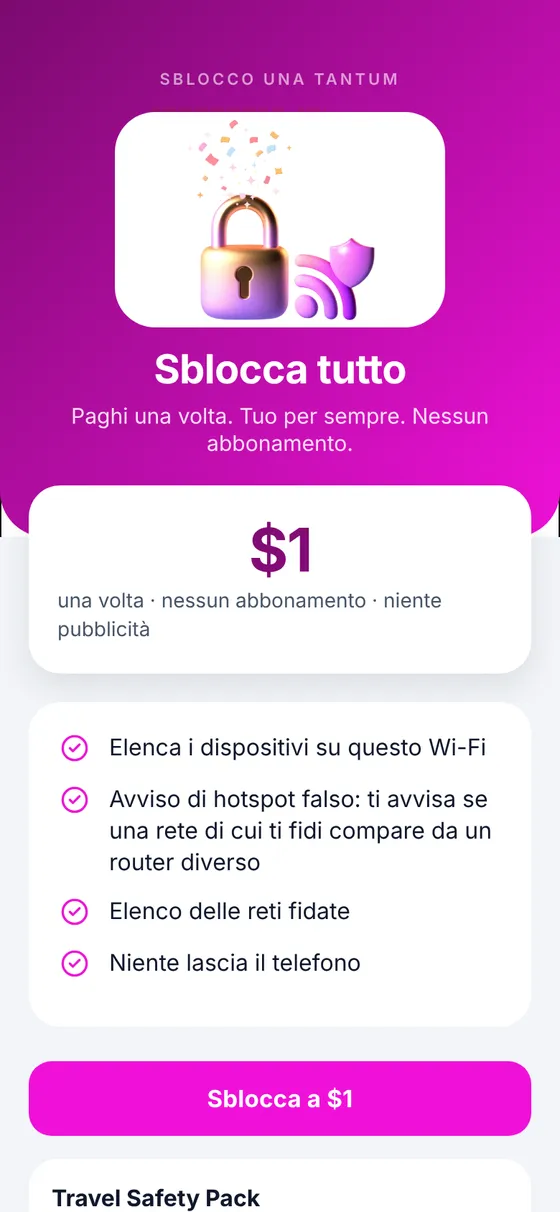 SBLOCCO UNA TANTUM
Sblocca tutto
Paghi una volta. Tuo per sempre. Nessun
abbonamento.
$1
una volta · nessun abbonamento · niente
pubblicità
Elenca i dispositivi su questo Wi-Fi
Avviso di hotspot falso: ti avvisa se
una rete di cui ti fidi compare da un
router diverso
Elenco delle reti fidate
Niente lascia il telefono
Sblocca a $1
Travel Safety Pack